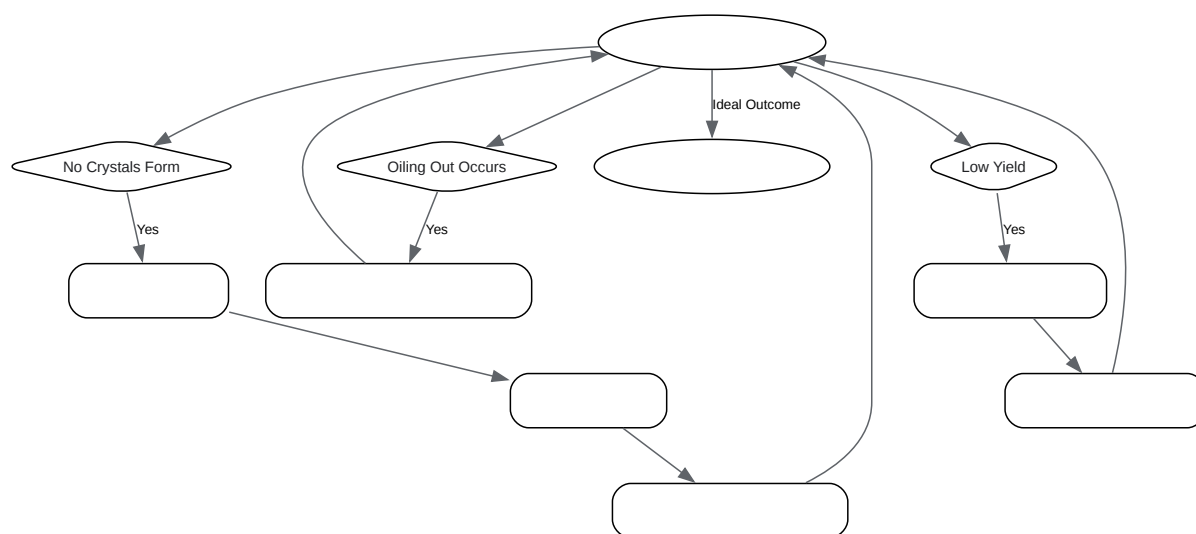 Ideal Outcome
No Crystals Form
Oiling Out Occurs
Low Yield
Yes
Yes
Yes